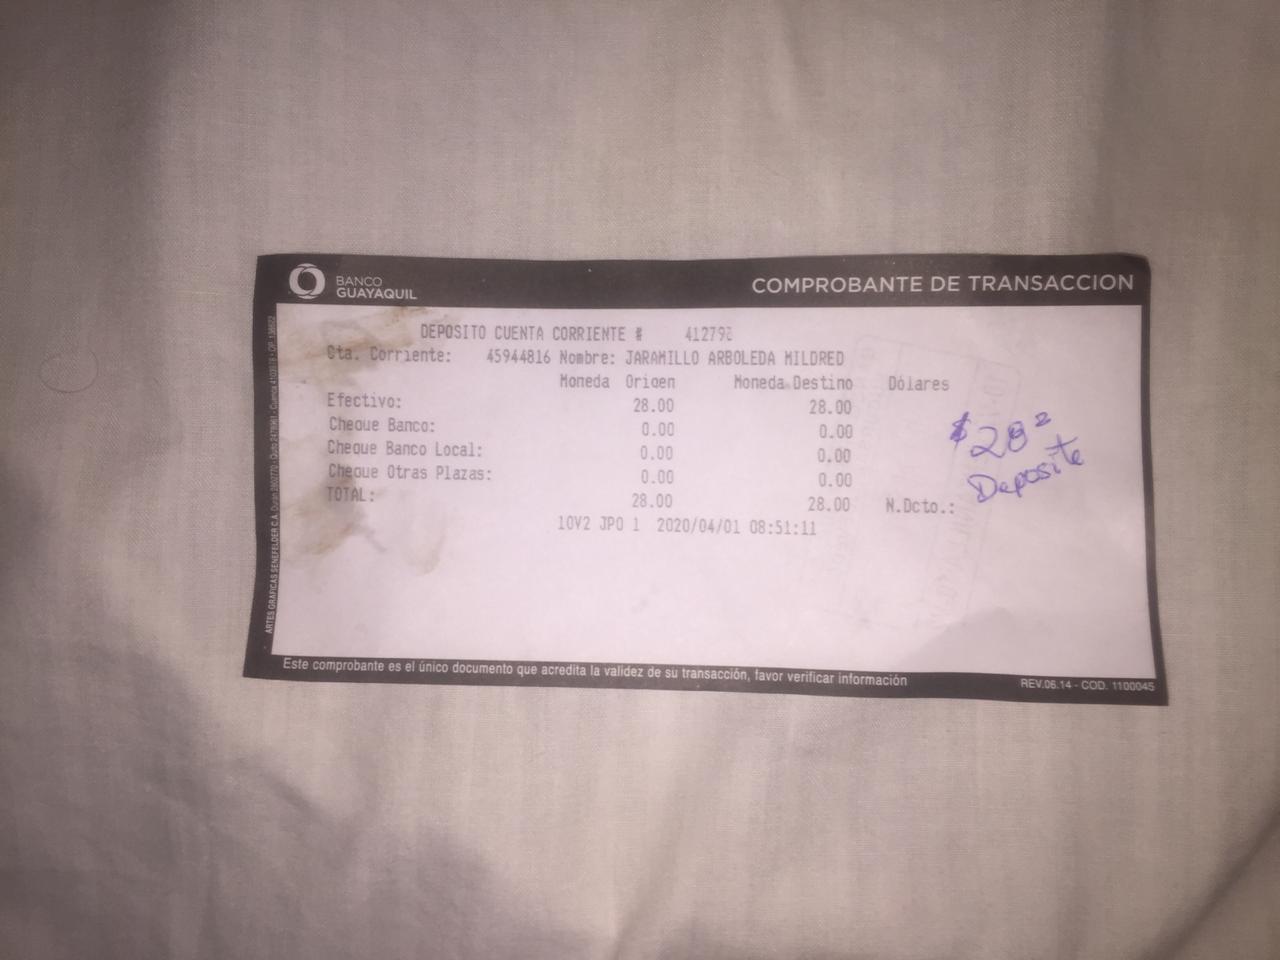 BANCO
GUAYAQUIL
COMPROBANTE DE TRANSACCION
DEPOSITO CUENTA CORRIENTE #
Cta. Corriente: 45944816 Nombre: JARAMILLO ARBOLEDA MILDRED
Moneda Origen Moneda Destino Dólares
Efectivo: 28.00 28.00
Cheque Banco: 0.00 0.00
Cheque Banco Local: 0.00 0.00
Cheque Otras Plazas: 0.00 0.00
TOTAL: 28.00 28.00 N.Dcto.:
10V2 JPO 1 2020/04/01 08:51:11
Deposite
Este comprobante es el único documento que acredita la validez de su transacción, favor verificar información
REV.06.14 - COD. 1100045
ARTES GRAFICAS SENEFELDER C.A.